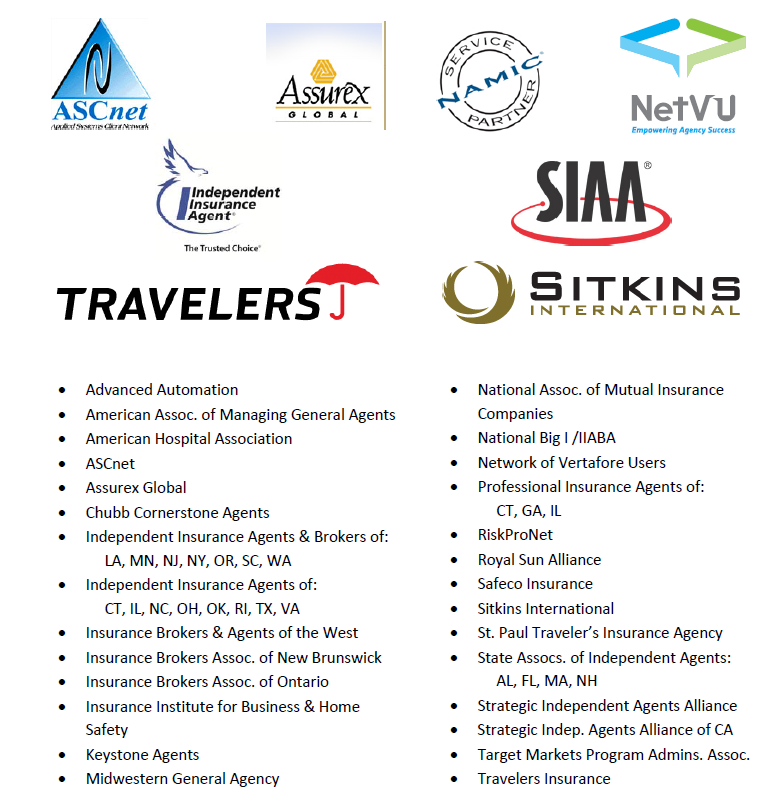 ASCnet
Applied Systems Client Network
Assurex
GLOBAL
SERVICE
NAMIC®
PARTNER
NetVU
Empowering Agency Success
Independent
Insurance
Agent®
The Trusted Choice®
SIAA®
TRAVELERS
SITKINS
INTERNATIONAL
• Advanced Automation
• American Assoc. of Managing General Agents
• American Hospital Association
• ASCnet
• Assurex Global
• Chubb Cornerstone Agents
• Independent Insurance Agents & Brokers of:
LA, MN, NJ, NY, OR, SC, WA
• Independent Insurance Agents of:
CT, IL, NC, OH, OK, RI, TX, VA
• Insurance Brokers & Agents of the West
• Insurance Brokers Assoc. of New Brunswick
• Insurance Brokers Assoc. of Ontario
• Insurance Institute for Business & Home
Safety
• Keystone Agents
• Midwestern General Agency
• National Assoc. of Mutual Insurance
Companies
• National Big I /IIABA
• Network of Vertafore Users
• Professional Insurance Agents of:
CT, GA, IL
• RiskProNet
• Royal Sun Alliance
• Safeco Insurance
• Sitkins International
• St. Paul Traveler’s Insurance Agency
• State Assocs. of Independent Agents:
AL, FL, MA, NH
• Strategic Independent Agents Alliance
• Strategic Indep. Agents Alliance of CA
• Target Markets Program Admins. Assoc.
• Travelers Insurance